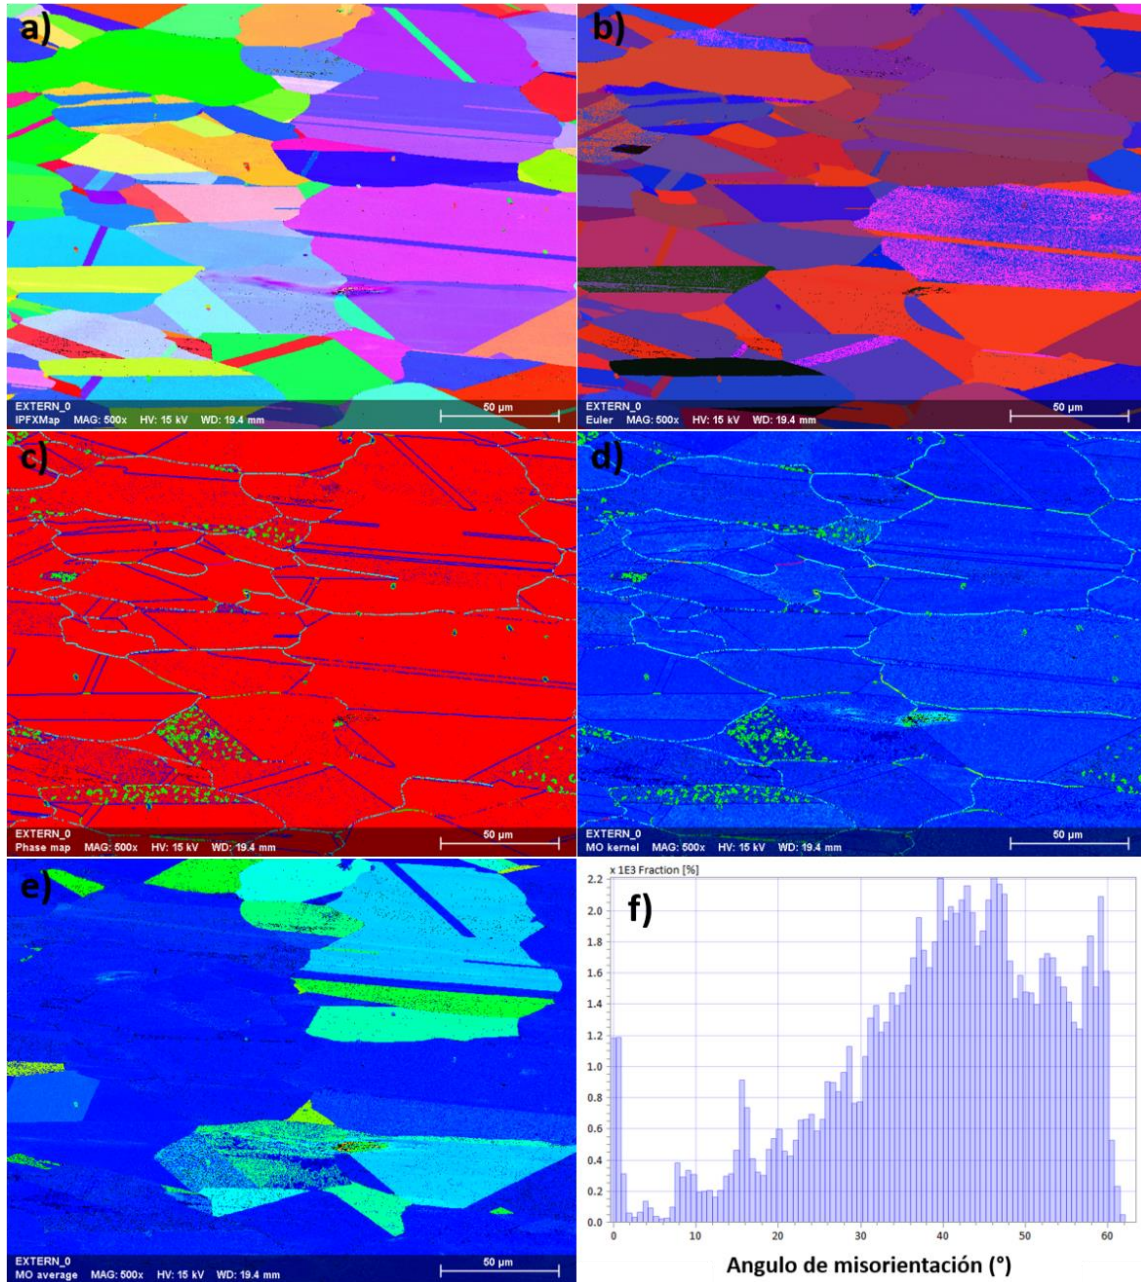 a)
EXTERN_0
IPFXMap MAG: 500x HV: 15 kV WD: 19.4 mm
50 µm
b)
EXTERN_0
Euler MAG: 500x HV: 15 kV WD: 19.4 mm
50 µm
c)
EXTERN_0
Phase map MAG: 500x HV: 15 kV WD: 19.4 mm
50 µm
d)
EXTERN_0
MO kernel MAG: 500x HV: 15 kV WD: 19.4 mm
50 µm
e)
EXTERN_0
MO average MAG: 500x HV: 15 kV WD: 19.4 mm
50 µm
x 1E3 Fraction [%]
f)
2.2
2.0
1.8
1.6
1.4
1.2
1.0
0.8
0.6
0.4
0.2
0.0
0 10 20 30 40 50 60
Angulo de misorientación (°)